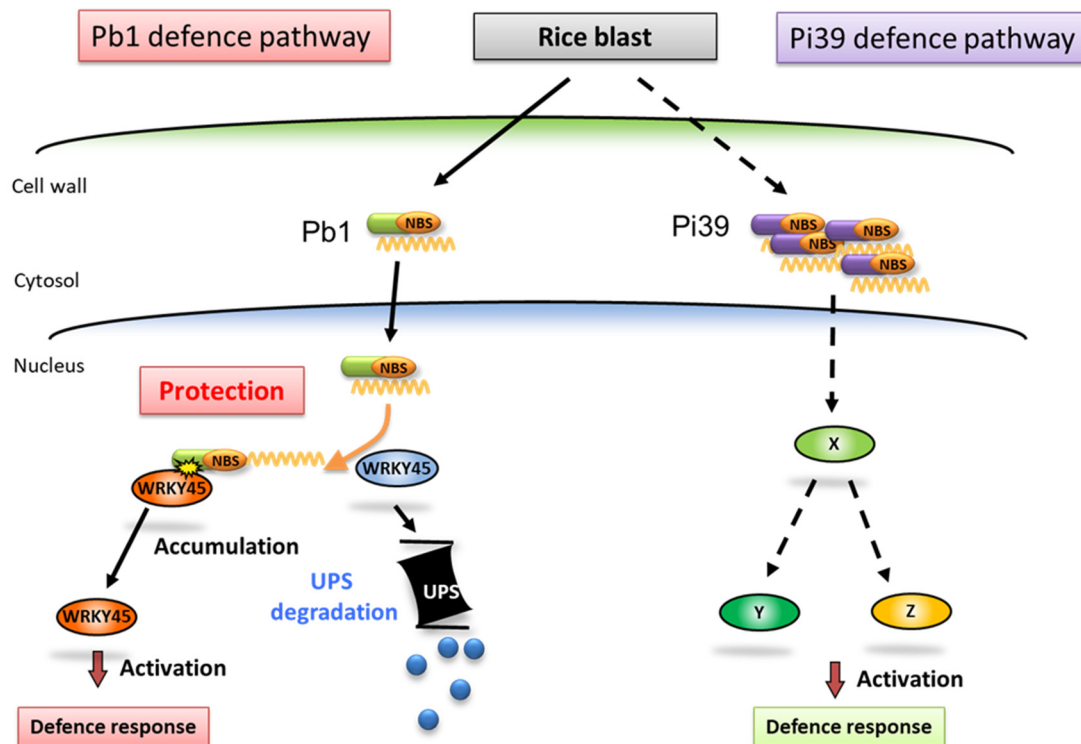 Pb1 defence pathway
Rice blast
Pi39 defence pathway
Cell wall
Pb1
NBS
Pi39
NBS
NBS
NBS
NBS
Cytosol
Nucleus
NBS
Protection
NBS
WRKY45
WRKY45
X
Accumulation
UPS
degradation
UPS
WRKY45
Y
Z
Activation
Activation
Defence response
Defence response